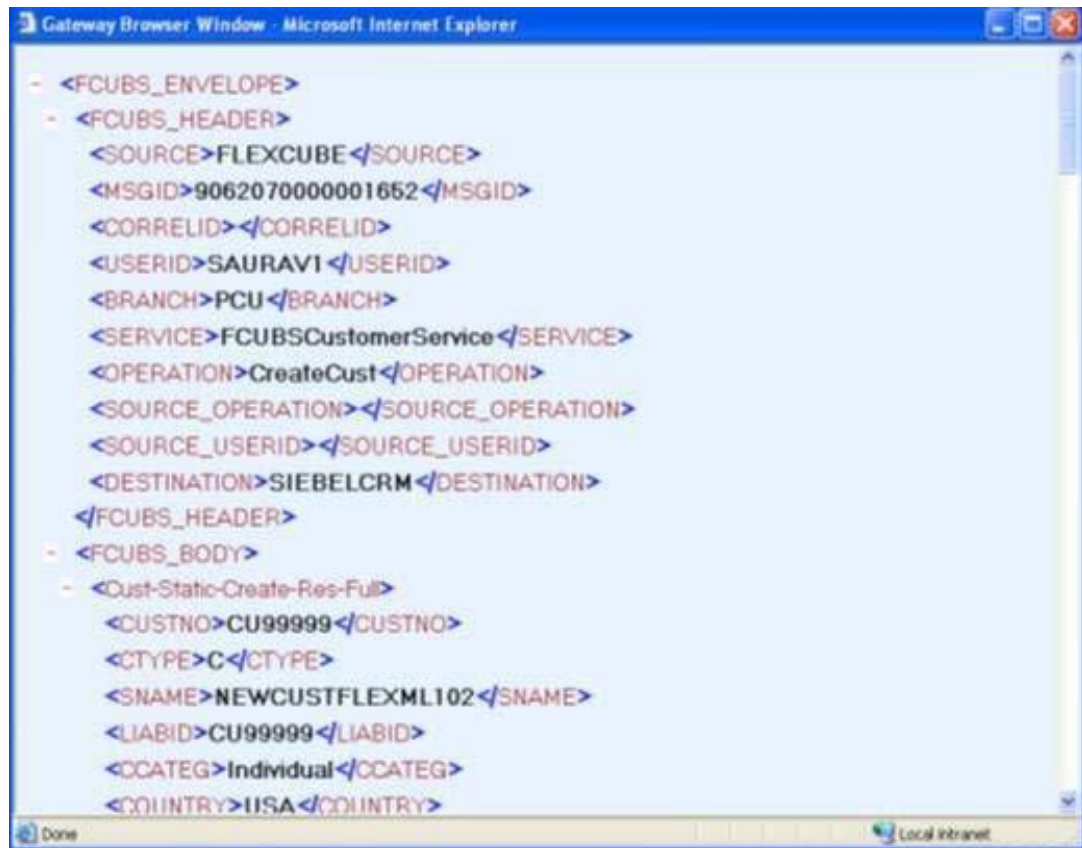 Gateway Browser Window - Microsoft Internet Explorer
- <FCUBS_ENVELOPE>
- <FCUBS_HEADER>
<SOURCE>FLEXCUBE</SOURCE>
<MSGID>9062070000001652</MSGID>
<CORRELID></CORRELID>
<USERID>SAURAV1</USERID>
<BRANCH>PCU</BRANCH>
<SERVICE>FCUBSCustomerService</SERVICE>
<OPERATION>CreateCust</OPERATION>
<SOURCE_OPERATION></SOURCE_OPERATION>
<SOURCE_USERID></SOURCE_USERID>
<DESTINATION>SIEBELCRM</DESTINATION>
</FCUBS_HEADER>
- <FCUBS_BODY>
- <Cust-Static-Create-Res-Full>
<CUSTNO>CU99999</CUSTNO>
<CTYPE>C</CTYPE>
<SNAME>NEWCUSTFLEXML102</SNAME>
<LIABID>CU99999</LIABID>
<CCATEG>Individual</CCATEG>
<COUNTRY>USA</COUNTRY>
Done Local intranet